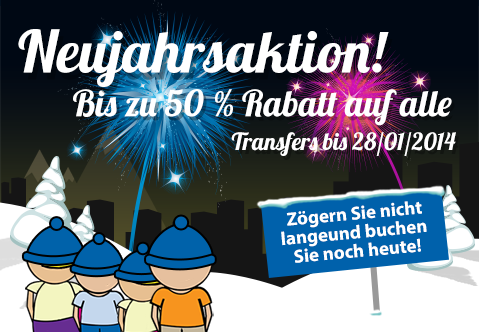 Neujahrsaktion!
Bis zu 50 % Rabatt auf alle
Transfers bis 28/01/2014
Zögern Sie nicht
langeund buchen
Sie noch heute!